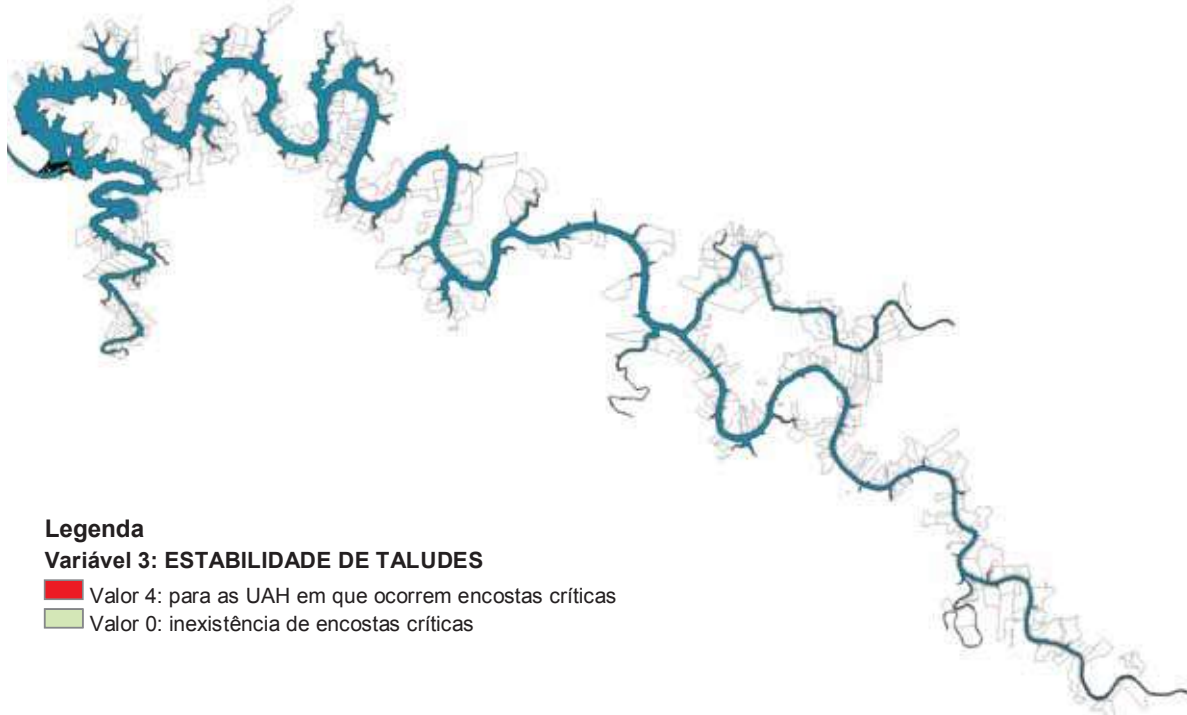 Legenda
Variável 3: ESTABILIDADE DE TALUDES
Valor 4: para as UAH em que ocorrem encostas críticas
Valor 0: inexistência de encostas críticas